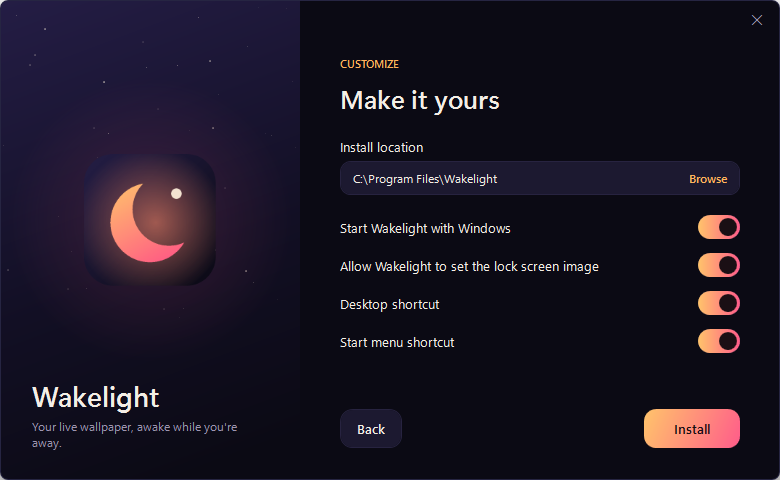 CUSTOMIZE
Make it yours
Install location
C:\Program Files\Wakelight
Browse
Start Wakelight with Windows
Allow Wakelight to set the lock screen image
Desktop shortcut
Start menu shortcut
Wakelight
Your live wallpaper, awake while you're
away.
Back
Install